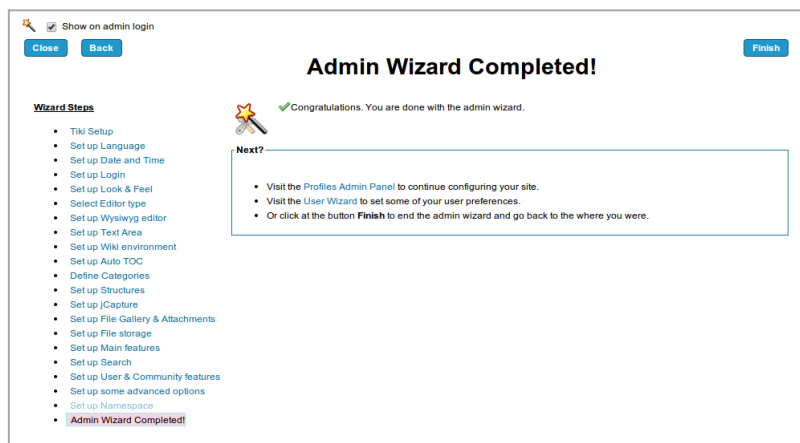 Show on admin login
Close Back Finish
Admin Wizard Completed!
Wizard Steps
Tiki Setup
Set up Language
Set up Date and Time
Set up Login
Set up Look & Feel
Select Editor type
Set up Wysiwyg editor
Set up Text Area
Set up Wiki environment
Set up Auto TOC
Define Categories
Set up Structures
Set up jCapture
Set up File Gallery & Attachments
Set up File storage
Set up Main features
Set up Search
Set up User & Community features
Set up some advanced options
Set up Namespace
Admin Wizard Completed!
Congratulations. You are done with the admin wizard.
Next?
Visit the Profiles Admin Panel to continue configuring your site.
Visit the User Wizard to set some of your user preferences.
Or click at the button Finish to end the admin wizard and go back to the where you were.